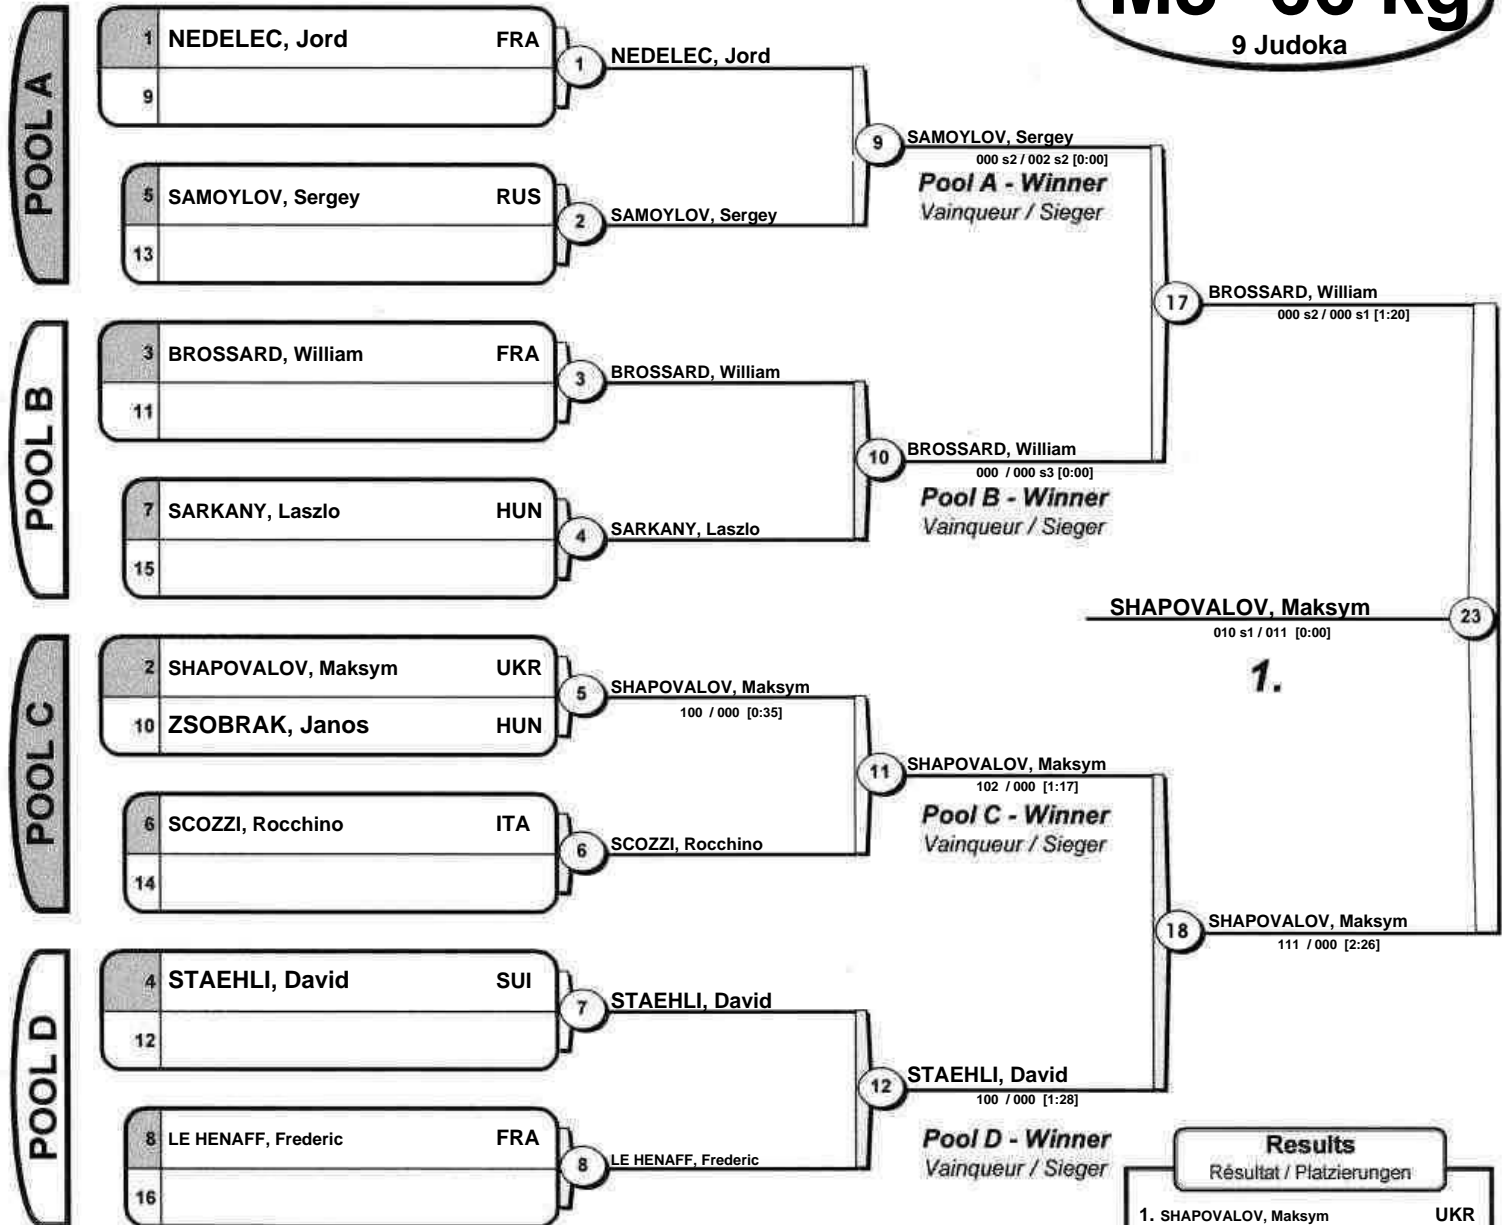 9 Judoka
POOL A
1 NEDELEC, Jord FRA
9
5 SAMOYLOV, Sergey RUS
13
1 NEDELEC, Jord
2 SAMOYLOV, Sergey
9 SAMOYLOV, Sergey
000 s2 / 002 s2 [0:00]
Pool A - Winner
Vainqueur / Sieger
POOL B
3 BROSSARD, William FRA
11
7 SARKANY, Laszlo HUN
15
3 BROSSARD, William
4 SARKANY, Laszlo
10 BROSSARD, William
000 / 000 s3 [0:00]
Pool B - Winner
Vainqueur / Sieger
17 BROSSARD, William
000 s2 / 000 s1 [1:20]
POOL C
2 SHAPOVALOV, Maksym UKR
10 ZSOBRAK, Janos HUN
6 SCOZZI, Rocchino ITA
14
5 SHAPOVALOV, Maksym
100 / 000 [0:35]
6 SCOZZI, Rocchino
11 SHAPOVALOV, Maksym
102 / 000 [1:17]
Pool C - Winner
Vainqueur / Sieger
POOL D
4 STAEHLI, David SUI
12
8 LE HENAFF, Frederic FRA
16
7 STAEHLI, David
8 LE HENAFF, Frederic
12 STAEHLI, David
100 / 000 [1:28]
Pool D - Winner
Vainqueur / Sieger
18 SHAPOVALOV, Maksym
111 / 000 [2:26]
SHAPOVALOV, Maksym 23
010 s1 / 011 [0:00]
1.
Results
Résultat / Platzierungen
1. SHAPOVALOV, Maksym UKR